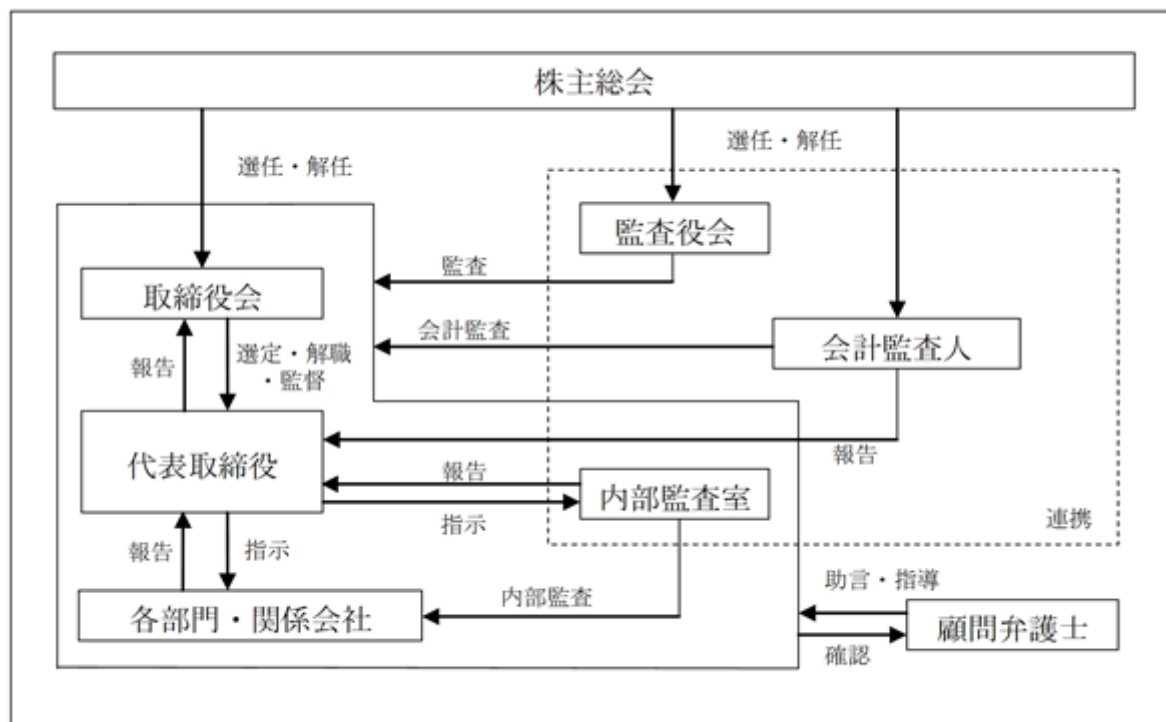 株主総会
選任・解任
選任・解任
監査役会
監査
取締役会
会計監査
会計監査人
報告
選定・解職
・監督
代表取締役
報告
報告
内部監査室
指示
連携
報告
指示
助言・指導
内部監査
各部門・関係会社
顧問弁護士
確認